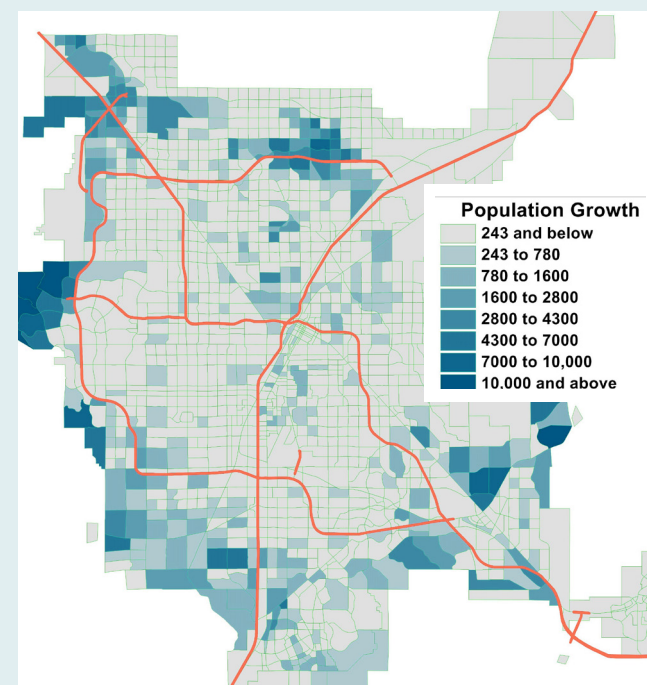 Population Growth
243 and below
243 to 780
780 to 1600
1600 to 2800
2800 to 4300
4300 to 7000
7000 to 10,000
10.000 and above